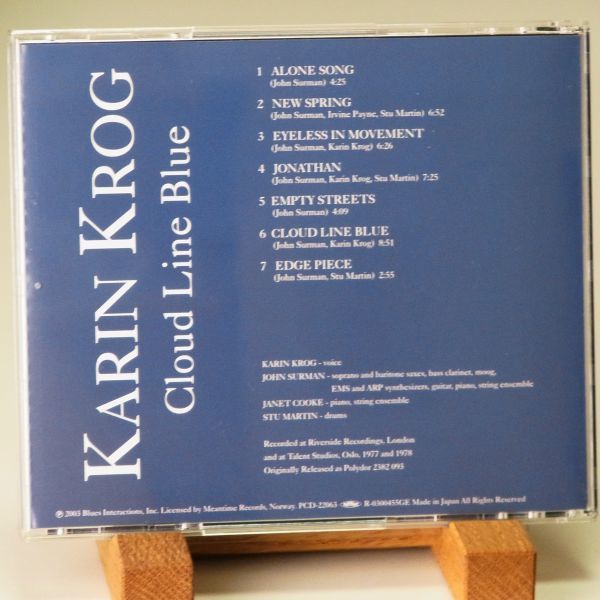 KARIN KROG
Cloud Line Blue
1 ALONE SONG
(John Surman) 4:25
2 NEW SPRING
(John Surman, Irvine Payne, Stu Martin) 6:52
3 EYELESS IN MOVEMENT
(John Surman, Karin Krog) 6:26
4 JONATHAN
(John Surman, Karin Krog, Stu Martin) 7:25
5 EMPTY STREETS
(John Surman) 4:09
6 CLOUD LINE BLUE
(John Surman, Karin Krog) 8:51
7 EDGE PIECE
(John Surman, Stu Martin) 2:55
KARIN KROG - voice
JOHN SURMAN - soprano and baritone saxes, bass clarinet, moog,
EMS and ARP synthesizers, guitar, piano, string ensemble
JANET COOKE - piano, string ensemble
STU MARTIN - drums
Recorded at Riverside Recordings, London
and at Talent Studios, Oslo, 1977 and 1978
Originally Released as Polydor 2382 093
℗ 2003 Blues Interactions, Inc. Licensed by Meantime Records, Norway. PCD-22063 R-0300455GE Made in Japan All Rights Reserved